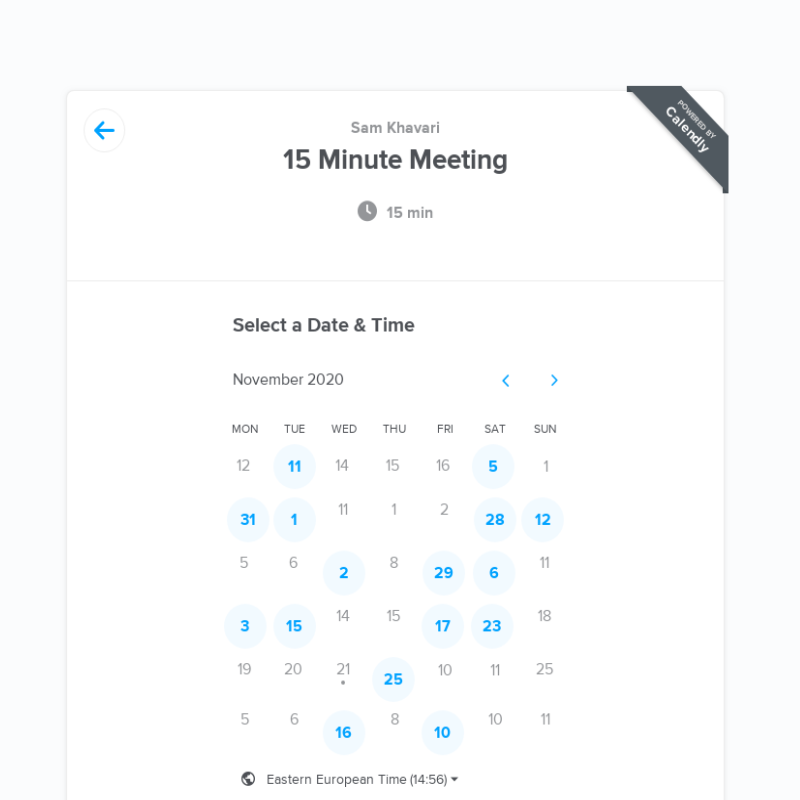 POWERED BY
Calendly
Sam Khavari
15 Minute Meeting
15 min
Select a Date & Time
November 2020
MON TUE WED THU FRI SAT SUN
12 11 14 15 16 5 1
31 1 11 1 2 28 12
5 6 2 8 29 6 11
3 15 14 15 17 23 18
19 20 21 25 10 11 25
5 6 16 8 10 10 11
Eastern European Time (14:56)